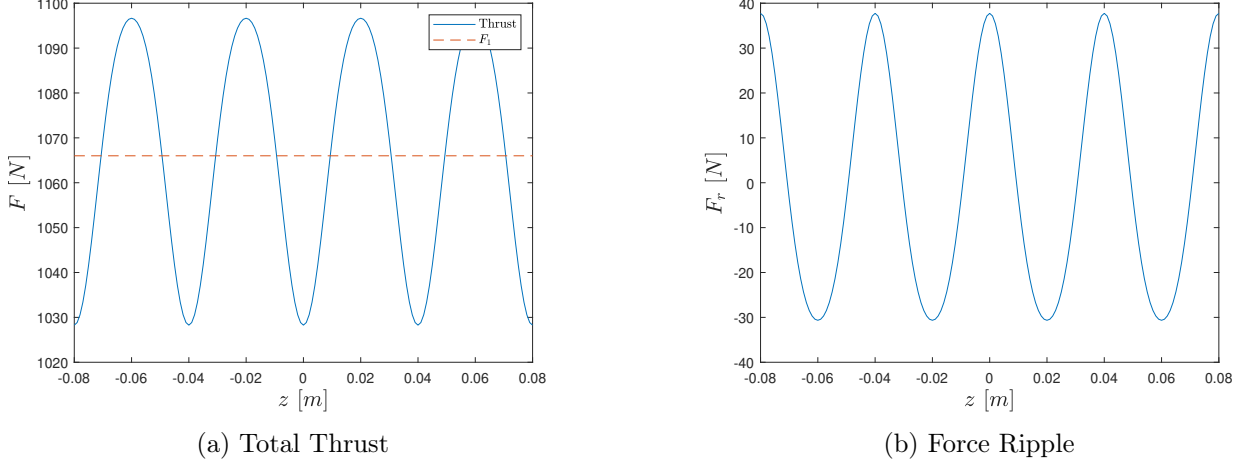 1100
1090
1080
1070
1060
1050
1040
1030
1020
F [N]
Thrust
F₁
-0.08 -0.06 -0.04 -0.02 0 0.02 0.04 0.06 0.08
z [m]
(a) Total Thrust
40
30
20
10
0
-10
-20
-30
-40
Fᵣ [N]
-0.08 -0.06 -0.04 -0.02 0 0.02 0.04 0.06 0.08
z [m]
(b) Force Ripple